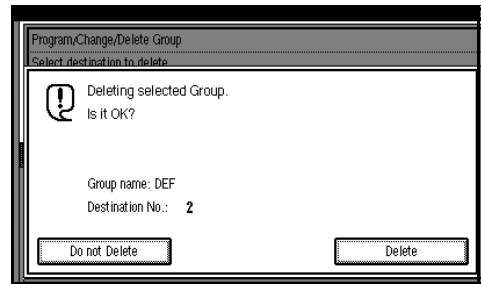 Program/Change/Delete Group
Select destination to delete
Deleting selected Group.
Is it OK?
Group name: DEF
Destination No.: 2
Do not Delete
Delete